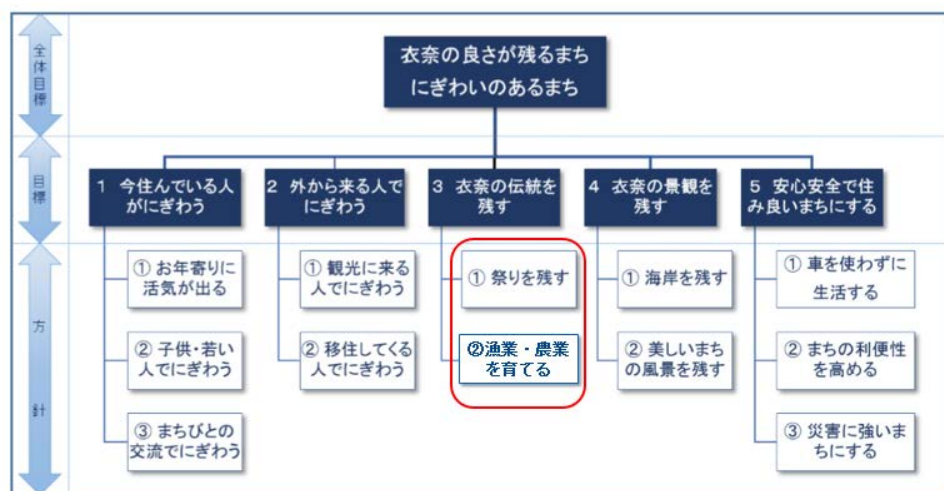 全体目標
衣奈の良さが残るまち
にぎわいのあるまち
目標
1 今住んでいる人
がにぎわう
2 外から来る人で
にぎわう
3 衣奈の伝統を
残す
4 衣奈の景観を
残す
5 安心安全で住
み良いまちにする
方針
① お年寄りに
活気が出る
② 子供・若い
人でにぎわう
③ まちびとの
交流でにぎわう
① 観光に来る
人でにぎわう
② 移住してくる
人でにぎわう
① 祭りを残す
②漁業・農業
を育てる
① 海岸を残す
② 美しいまち
の風景を残す
① 車を使わずに
生活する
② まちの利便性
を高める
③ 災害に強いま
ちにする